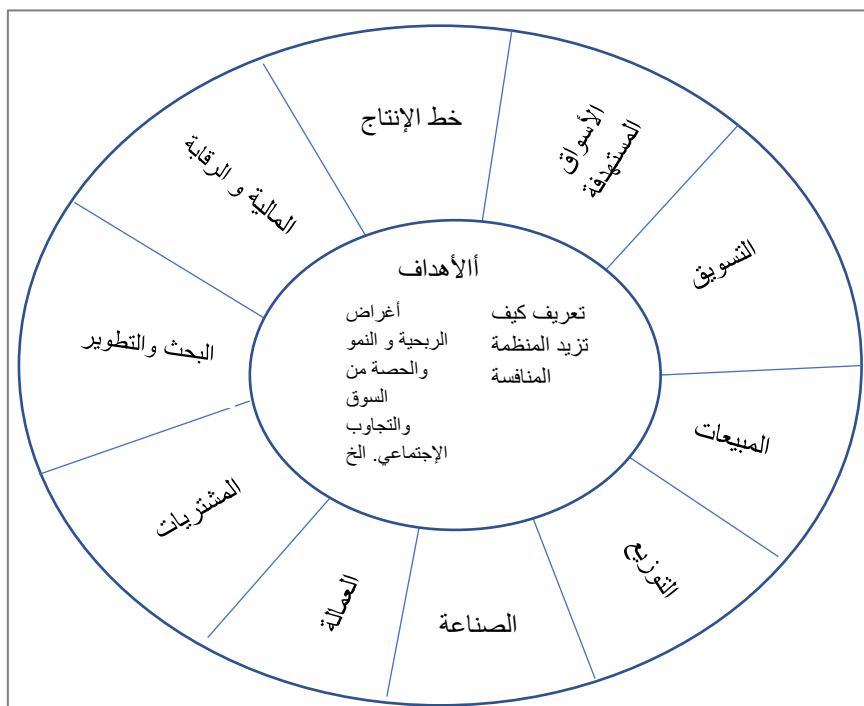 خط الإنتاج
الأسواق
المستهدفة
التسويق
المبيعات
التوزيع
الصناعة
العمالة
المشتريات
البحث والتطوير
المالية و الرقابة
أالأهداف
تعريف كيف
تزيد المنظمة
المنافسة
أغراض
الربحية و النمو
والحصة من
السوق
والتجاوب
الإجتماعي. الخ